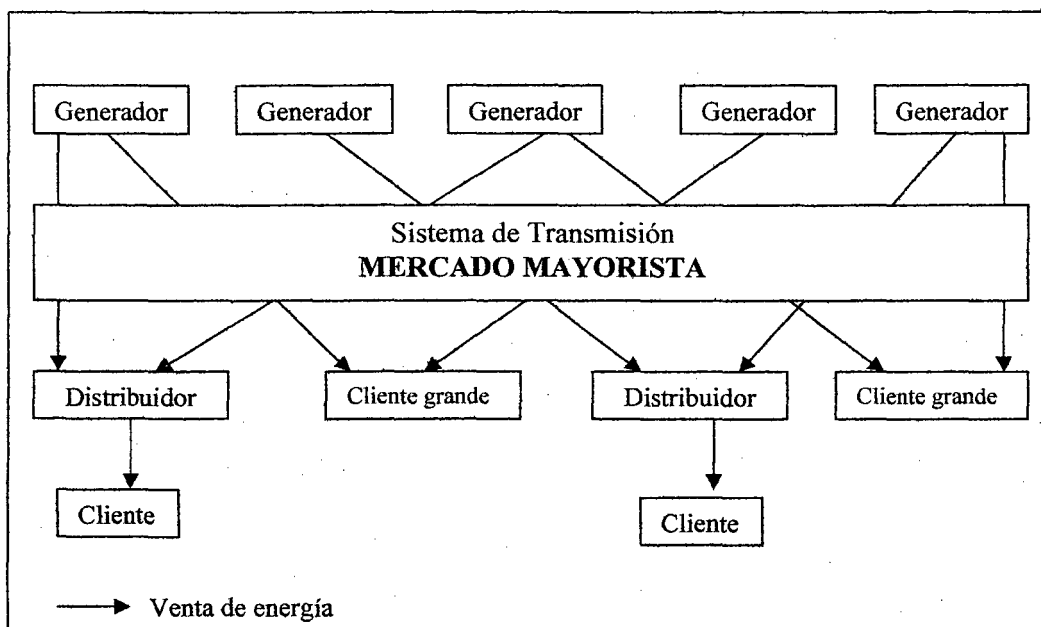 Generador
Generador
Generador
Generador
Generador
Sistema de Transmisión
MERCADO MAYORISTA
Distribuidor
Cliente grande
Distribuidor
Cliente grande
Cliente
Cliente
Venta de energía